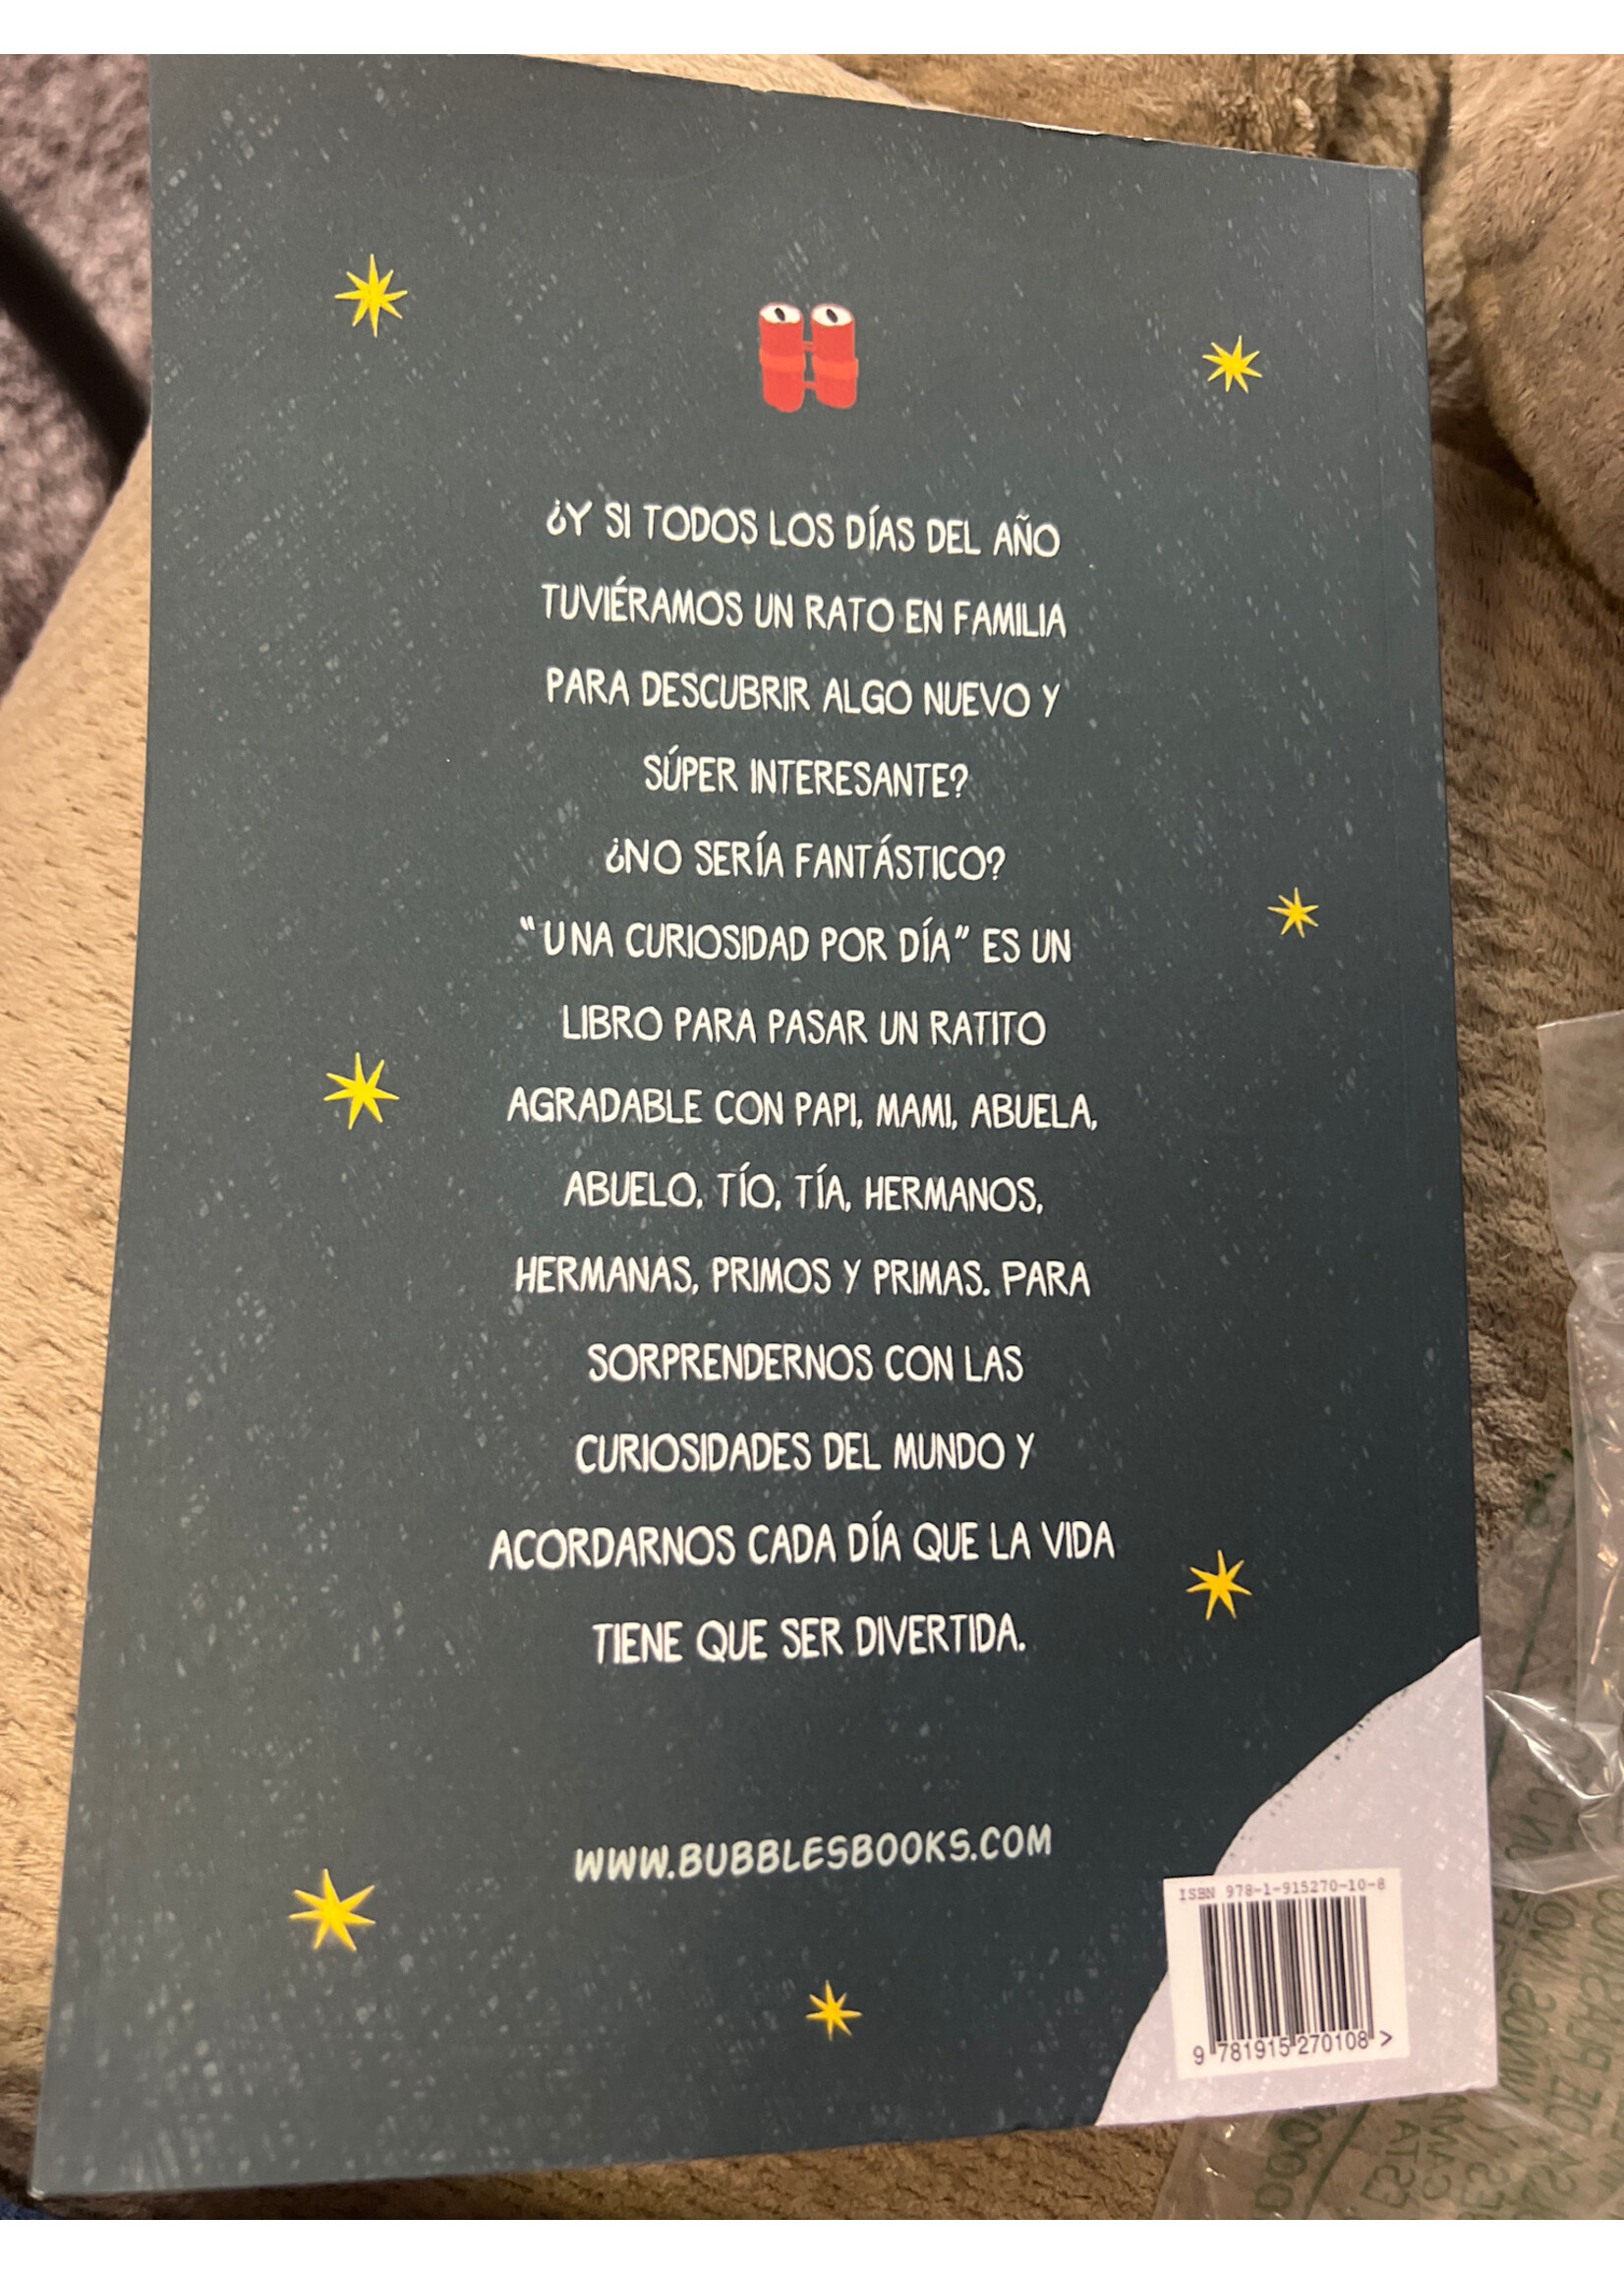 ¿Y SI TODOS LOS DÍAS DEL AÑO
TUVIÉRAMOS UN RATO EN FAMILIA
PARA DESCUBRIR ALGO NUEVO Y
SÚPER INTERESANTE?
¿NO SERÍA FANTÁSTICO?
"UNA CURIOSIDAD POR DÍA" ES UN
LIBRO PARA PASAR UN RATITO
AGRADABLE CON PAPI, MAMI, ABUELA,
ABUELO, TÍO, TÍA, HERMANOS,
HERMANAS, PRIMOS Y PRIMAS. PARA
SORPRENDERNOS CON LAS
CURIOSIDADES DEL MUNDO Y
ACORDARNOS CADA DÍA QUE LA VIDA
TIENE QUE SER DIVERTIDA.
WWW.BUBBLESBOOKS.COM
ISBN 978-1-915270-10-8
9 781915 270108 >